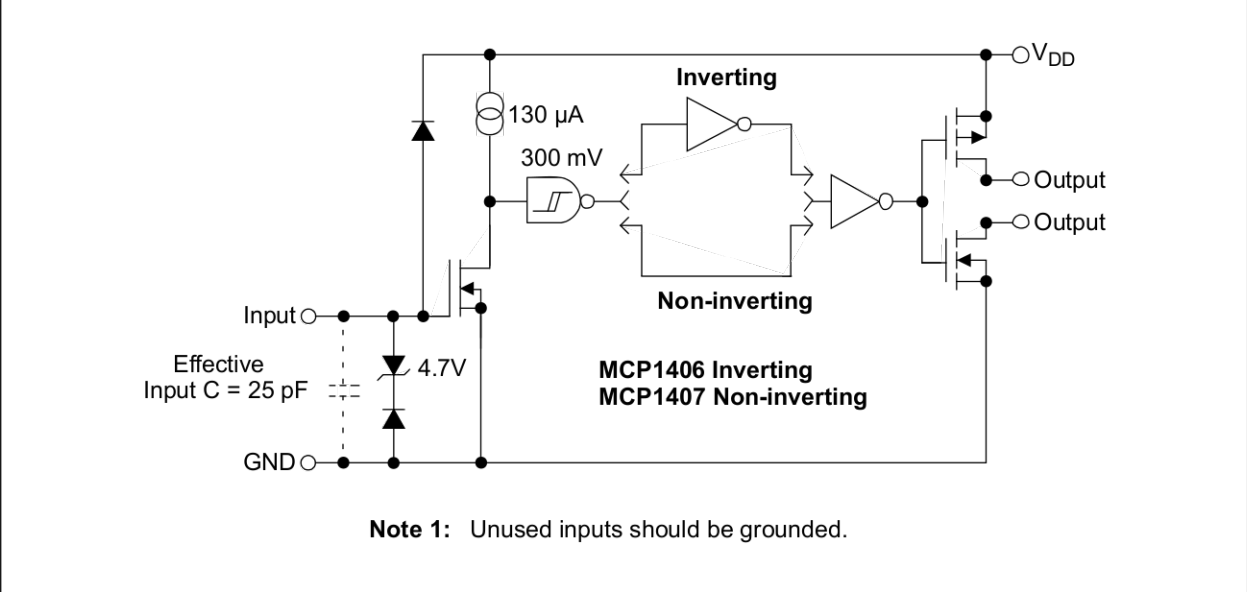 V_DD
Inverting
130 µA
300 mV
Output
Output
Non-inverting
Input
Effective
Input C = 25 pF
4.7V
MCP1406 Inverting
MCP1407 Non-inverting
GND
Note 1: Unused inputs should be grounded.